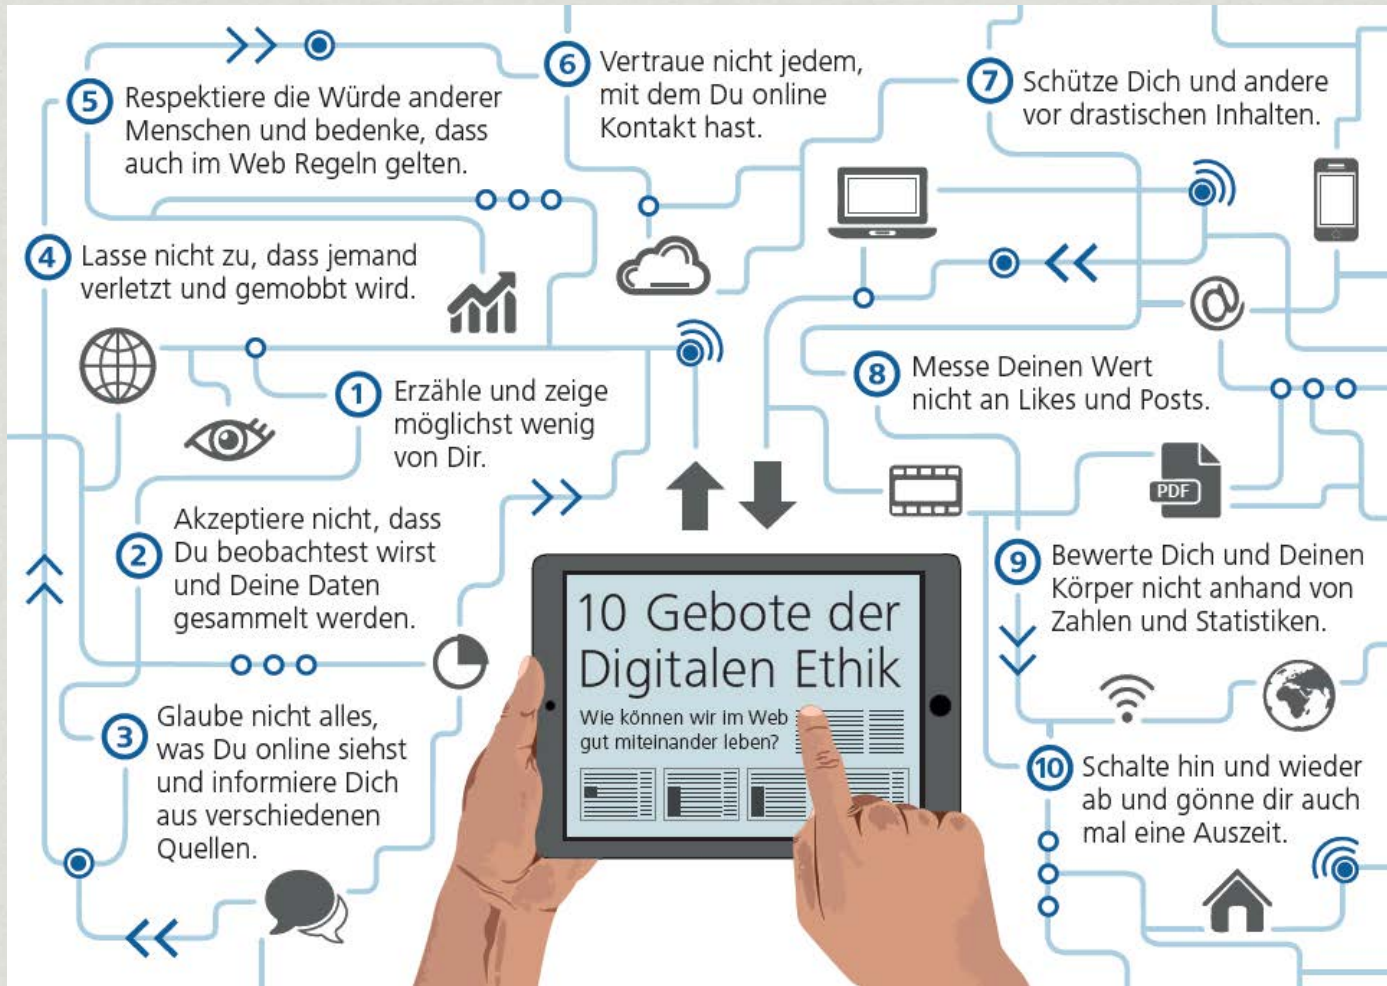 10 Gebote der
Digitalen Ethik
Wie können wir im Web
gut miteinander leben?
1
Erzähle und zeige
möglichst wenig
von Dir.
2
Akzeptiere nicht, dass
Du beobachtest wirst
und Deine Daten
gesammelt werden.
3
Glaube nicht alles,
was Du online siehst
und informiere Dich
aus verschiedenen
Quellen.
4
Lasse nicht zu, dass jemand
verletzt und gemobbt wird.
5
Respektiere die Würde anderer
Menschen und bedenke, dass
auch im Web Regeln gelten.
6
Vertraue nicht jedem,
mit dem Du online
Kontakt hast.
7
Schütze Dich und andere
vor drastischen Inhalten.
8
Messe Deinen Wert
nicht an Likes und Posts.
9
Bewerte Dich und Deinen
Körper nicht anhand von
Zahlen und Statistiken.
10
Schalte hin und wieder
ab und gönne dir auch
mal eine Auszeit.
@
PDF